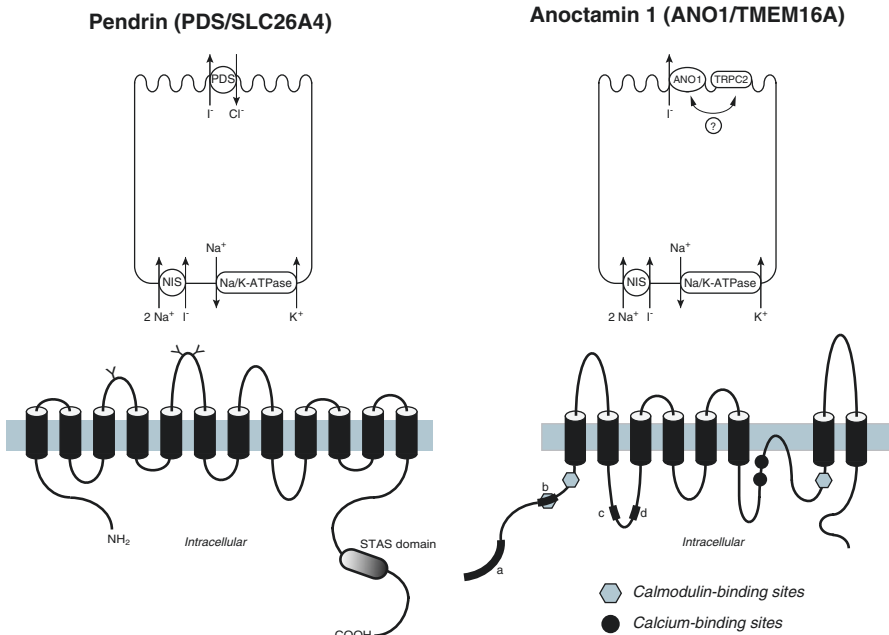 Pendrin (PDS/SLC26A4)
PDS
I⁻ Cl⁻
Na⁺
NIS
Na/K-ATPase
2 Na⁺ I⁻
K⁺
NH₂
Intracellular
STAS domain
COOH
Anoctamin 1 (ANO1/TMEM16A)
ANO1
TRPC2
I⁻
?
Na⁺
NIS
Na/K-ATPase
2 Na⁺ I⁻
K⁺
b
c
d
a
Intracellular
Calmodulin-binding sites
Calcium-binding sites